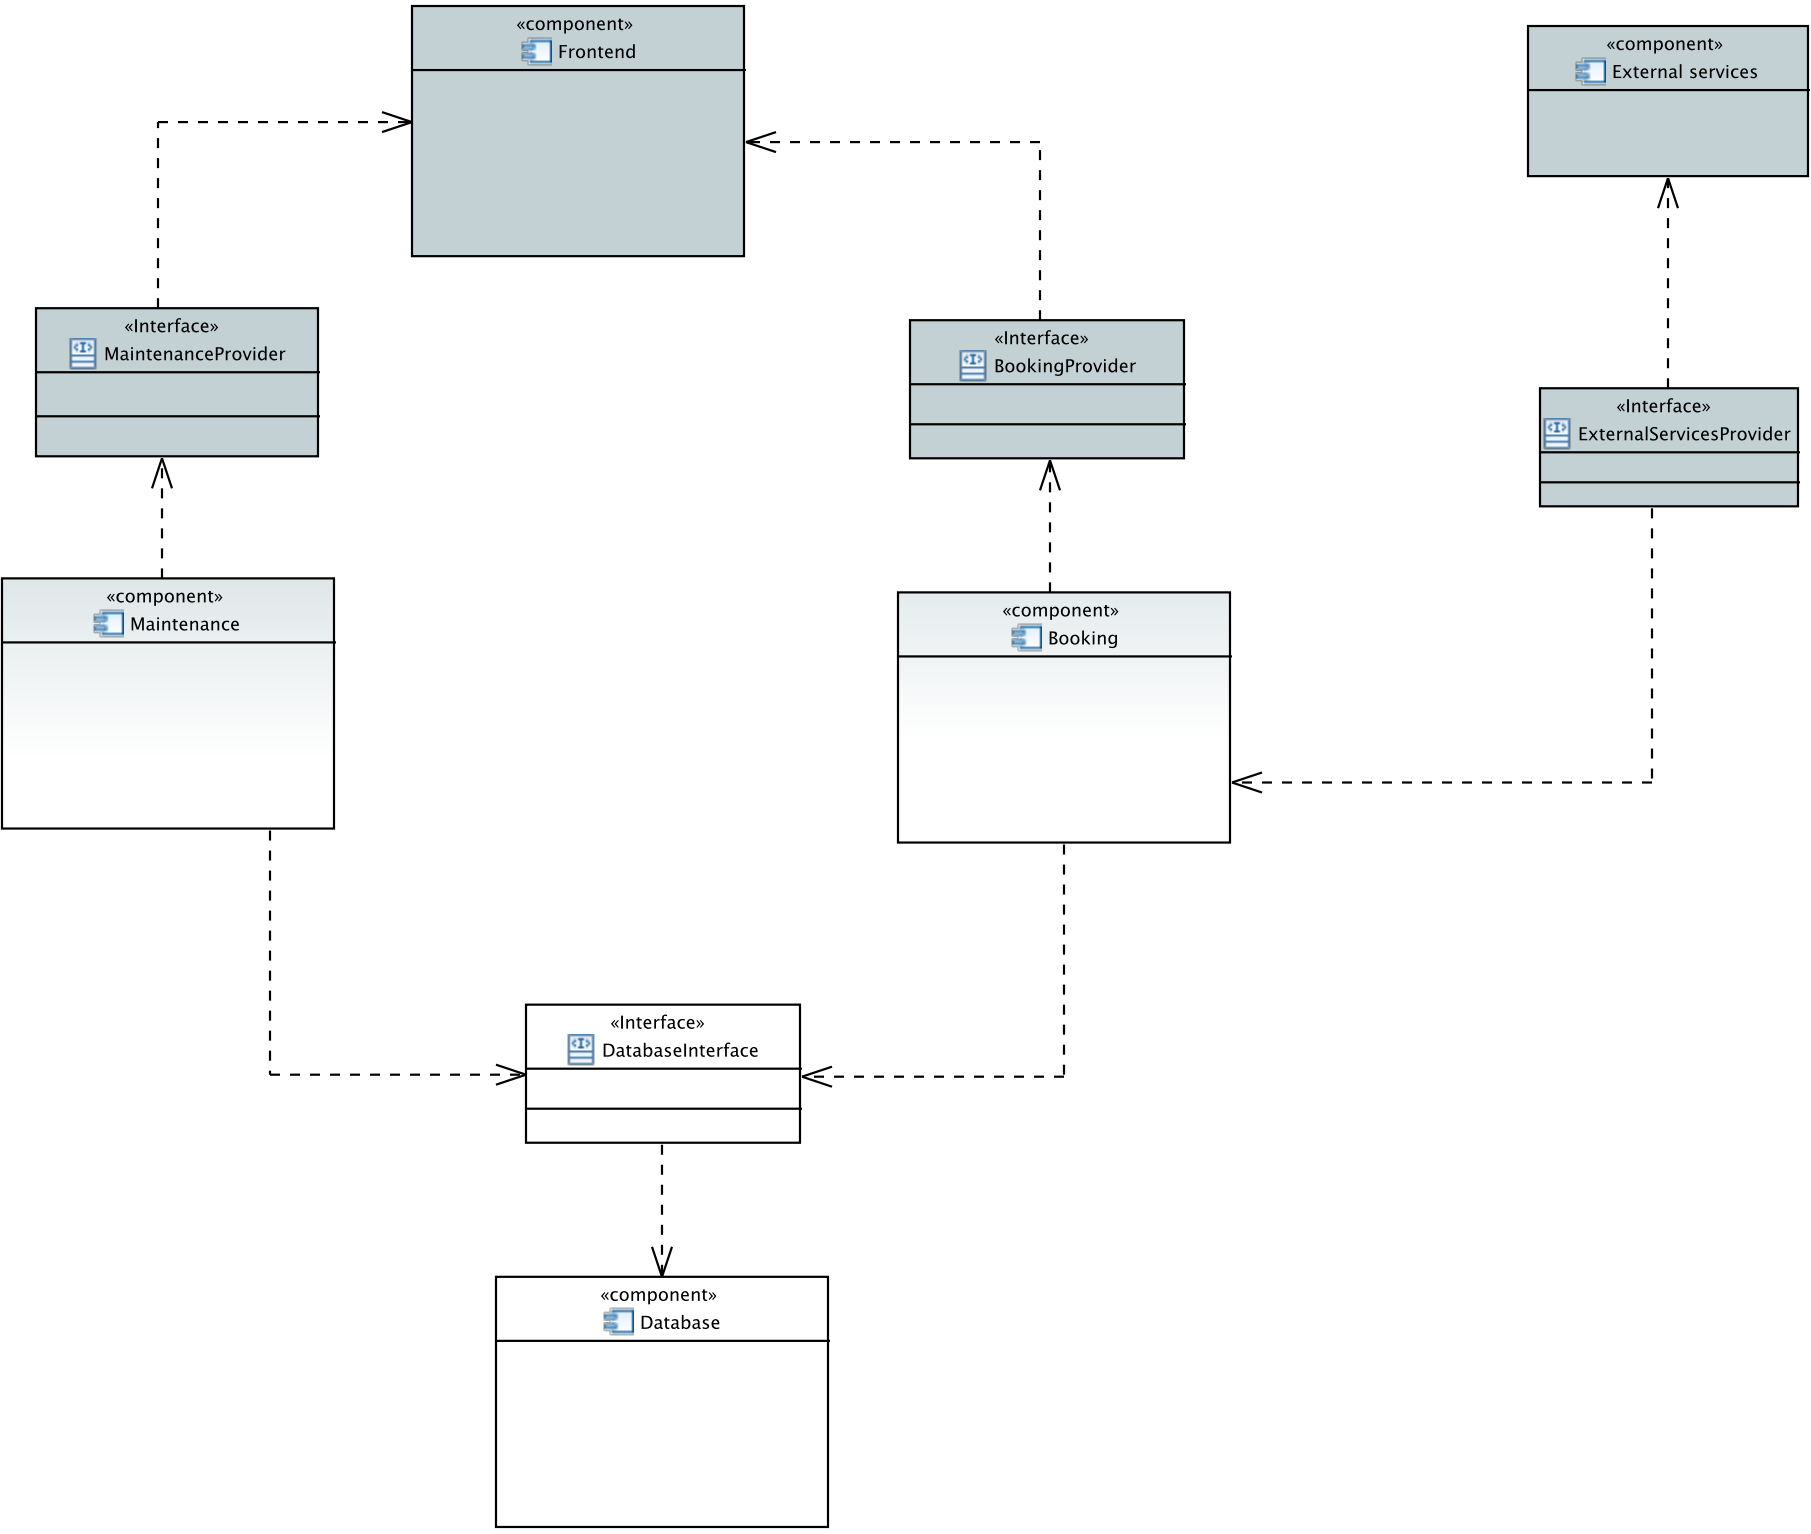 «component»
Frontend
«component»
External services
«Interface»
MaintenanceProvider
«Interface»
BookingProvider
«Interface»
ExternalServicesProvider
«component»
Maintenance
«component»
Booking
«Interface»
DatabaseInterface
«component»
Database